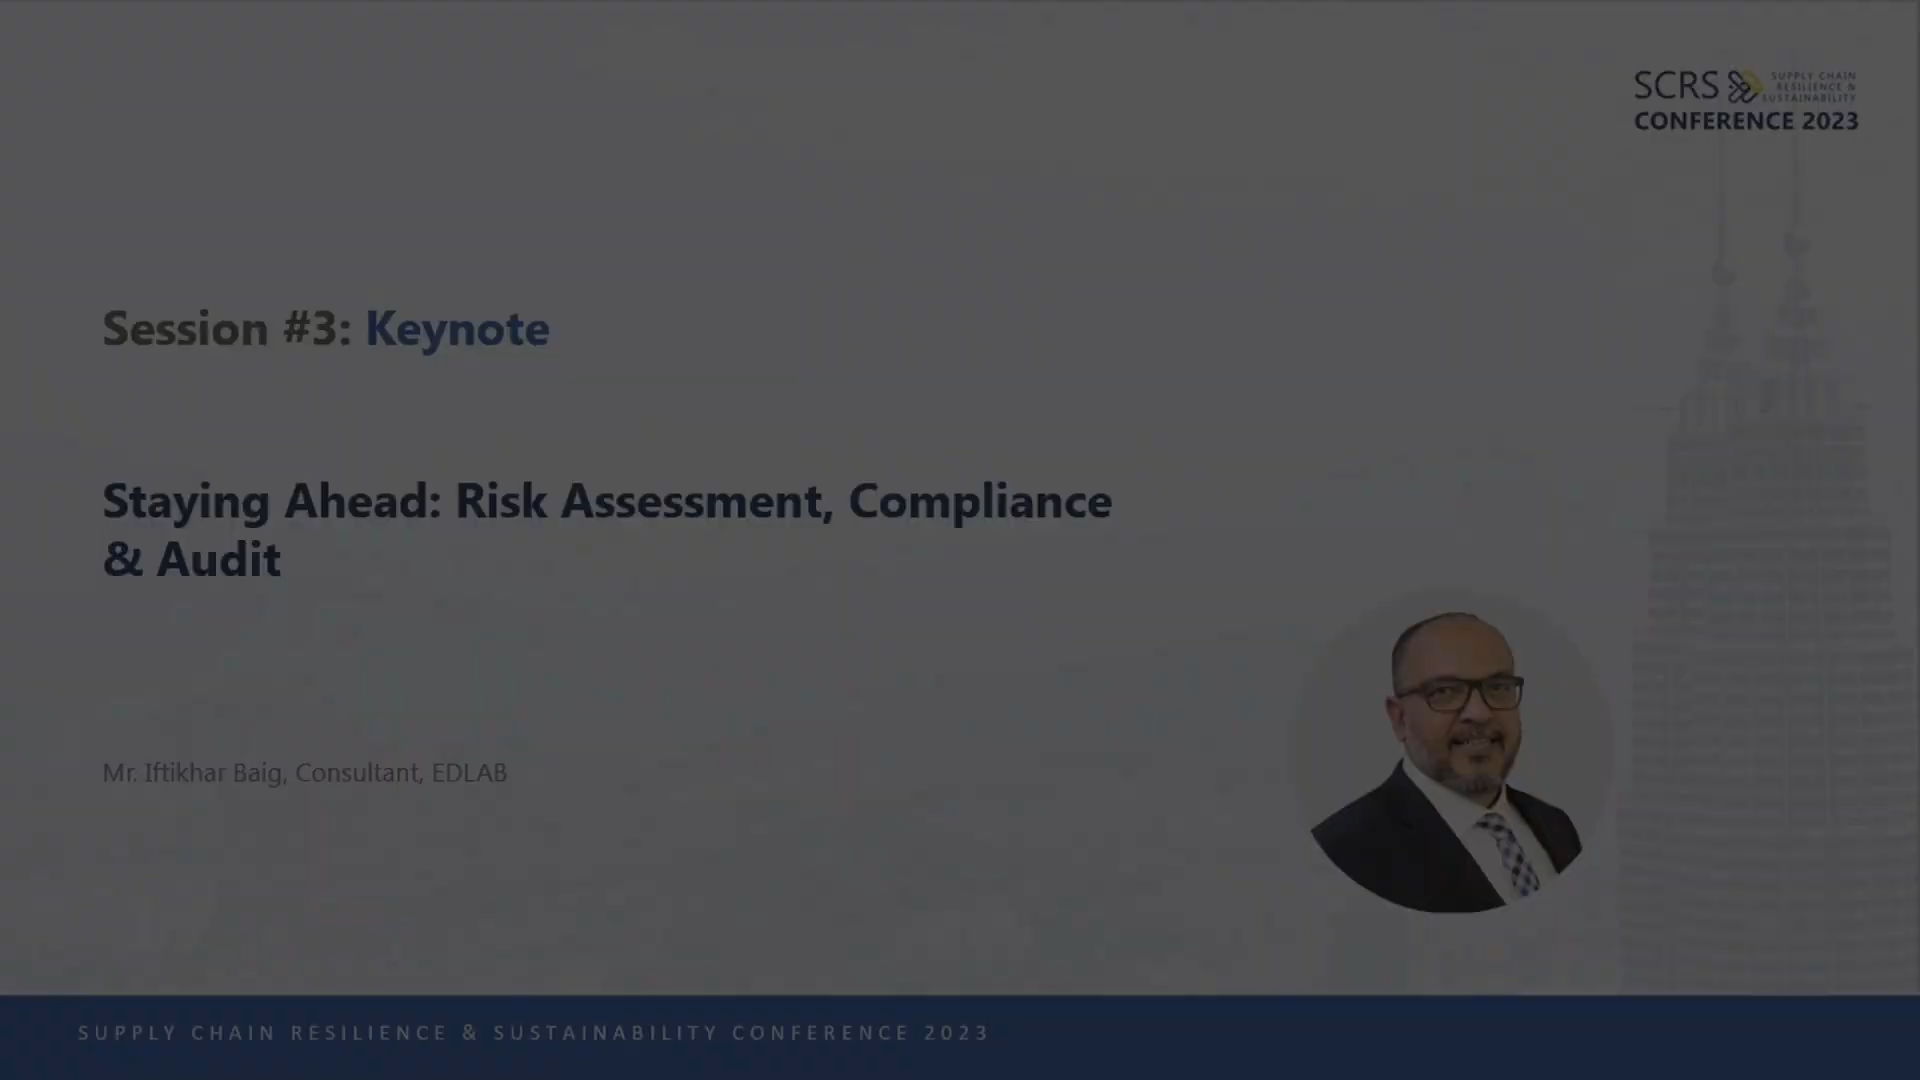 SCRS
SUPPLY CHAIN
RESILIENCE &
SUSTAINABILITY
CONFERENCE 2023
Session #3: Keynote
Staying Ahead: Risk Assessment, Compliance
& Audit
Mr. Iftikhar Baig, Consultant, EDLAB
SUPPLY CHAIN RESILIENCE & SUSTAINABILITY CONFERENCE 2023